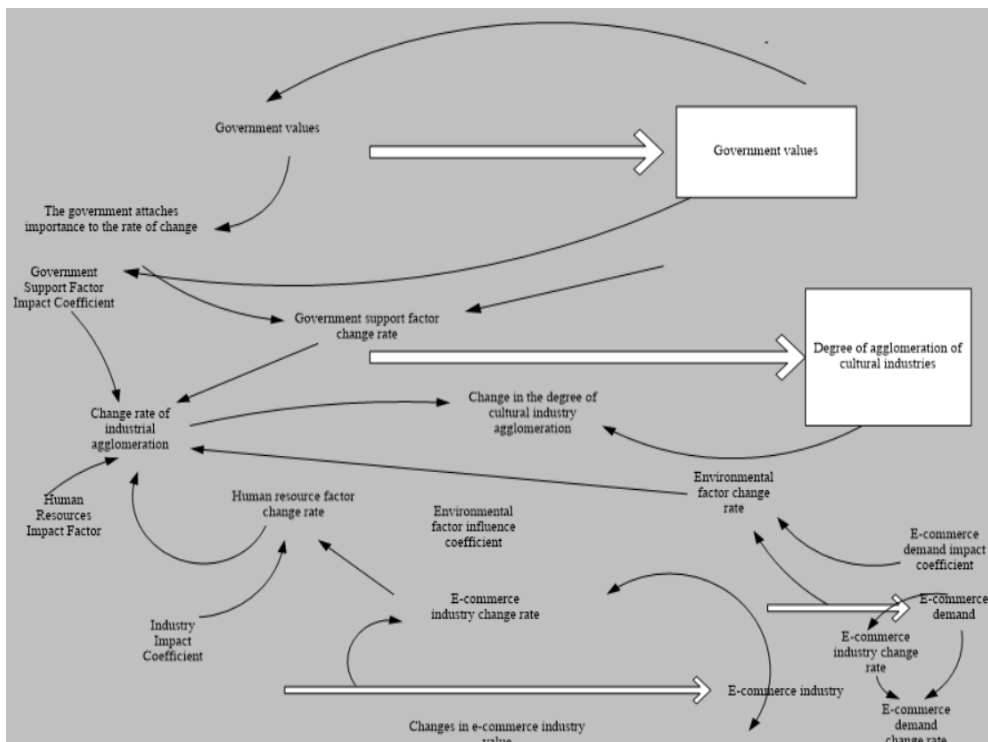 Government values
Government values
The government attaches
importance to the rate of change
Government
Support Factor
Impact Coefficient
Government support factor
change rate
Degree of agglomeration of
cultural industries
Change rate of
industrial
agglomeration
Change in the degree of
cultural industry
agglomeration
Environmental
factor change
rate
Human
Resources
Impact Factor
Human resource factor
change rate
Environmental
factor influence
coefficient
E-commerce
demand impact
coefficient
E-commerce
industry change rate
E-commerce
demand
Industry
Impact
Coefficient
E-commerce
industry change
rate
E-commerce industry
Changes in e-commerce industry
value
E-commerce
demand
change rate